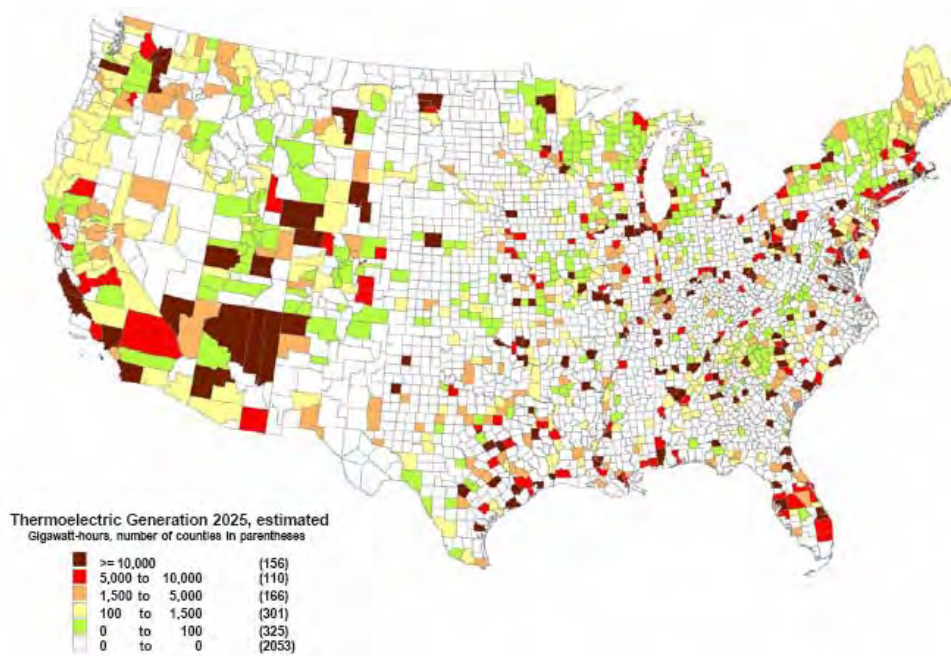 Thermoelectric Generation 2025, estimated
Gigawatt-hours, number of counties in parentheses
>= 10,000 (156)
5,000 to 10,000 (110)
1,500 to 5,000 (166)
100 to 1,500 (301)
0 to 100 (325)
0 to 0 (2053)